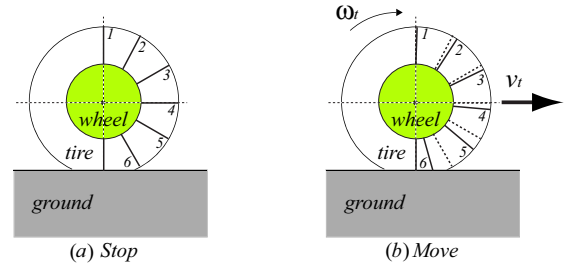 1
2
3
4
5
6
wheel
tire
ground
(a) Stop
ωt
1
2
3
4
5
6
vt
wheel
tire
ground
(b) Move